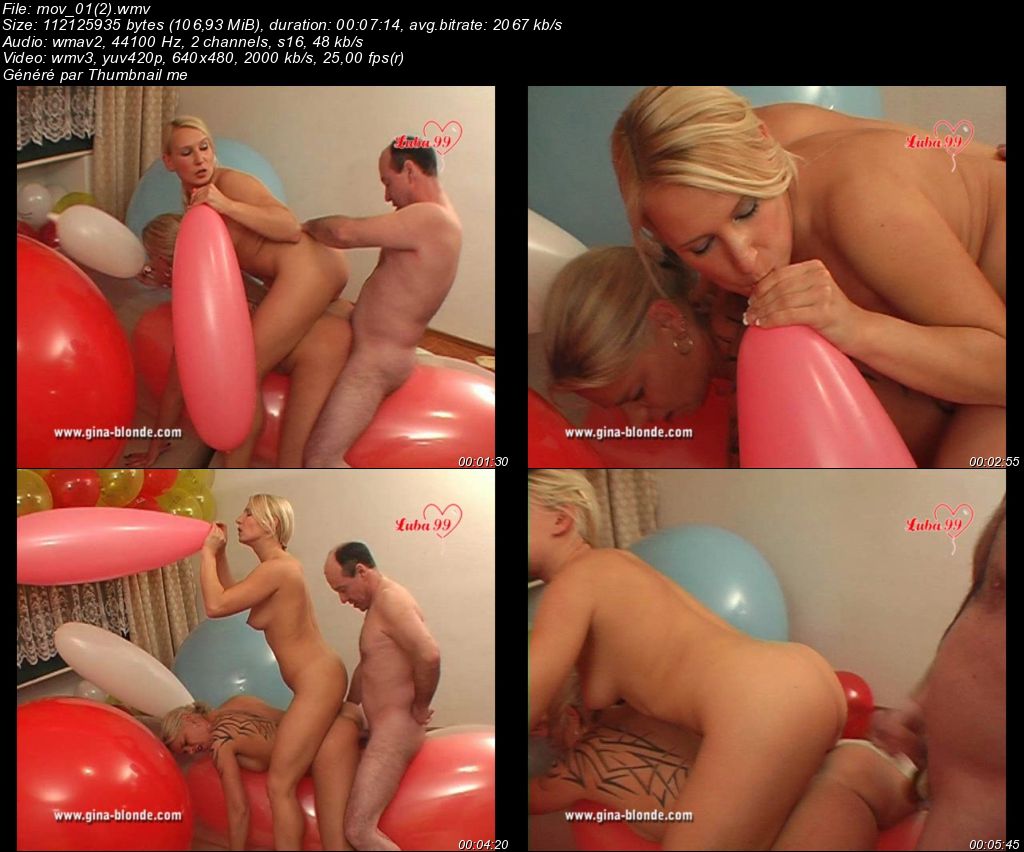 File: mov_01(2).wmv
Size: 112125935 bytes (106,93 MiB), duration: 00:07:14, avg.bitrate: 2067 kb/s
Audio: wmav2, 44100 Hz, 2 channels, s16, 48 kb/s
Video: wmv3, yuv420p, 640x480, 2000 kb/s, 25,00 fps(r)
Généré par Thumbnail me
Luba 99
Luba 99
www.gina-blonde.com
www.gina-blonde.com
00:01:30
00:02:55
Luba 99
Luba 99
www.gina-blonde.com
www.gina-blonde.com
00:04:20
00:05:45